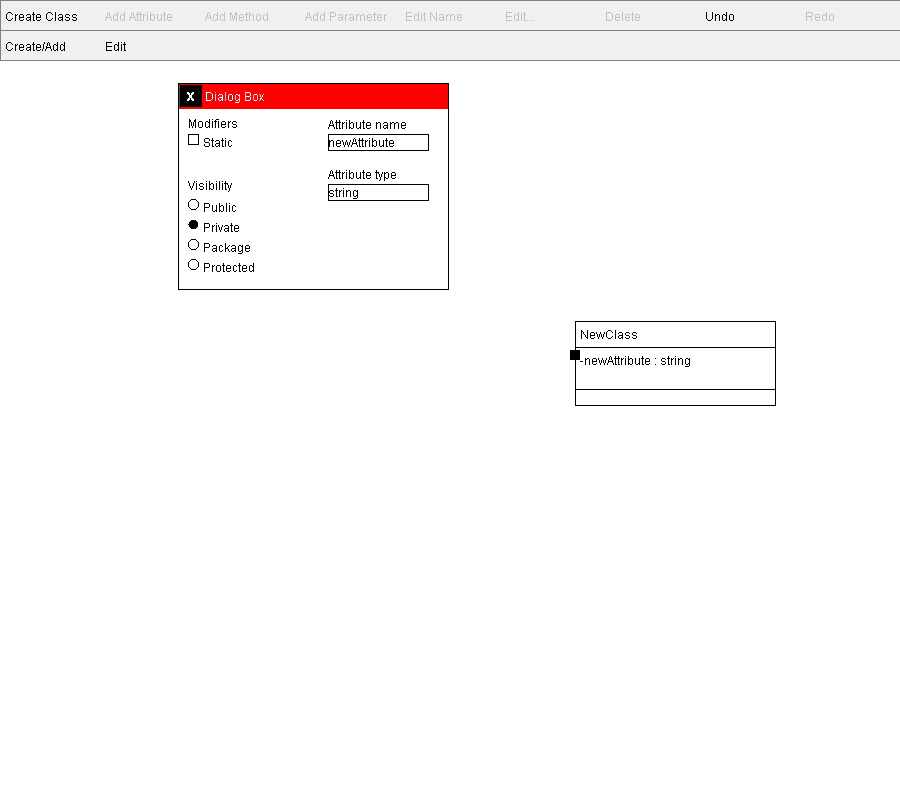 Create Class Add Attribute Add Method Add Parameter Edit Name Edit... Delete Undo Redo
Create/Add Edit
X Dialog Box
Modifiers
Static
Visibility
Public
Private
Package
Protected
Attribute name
newAttribute
Attribute type
string
NewClass
-newAttribute : string